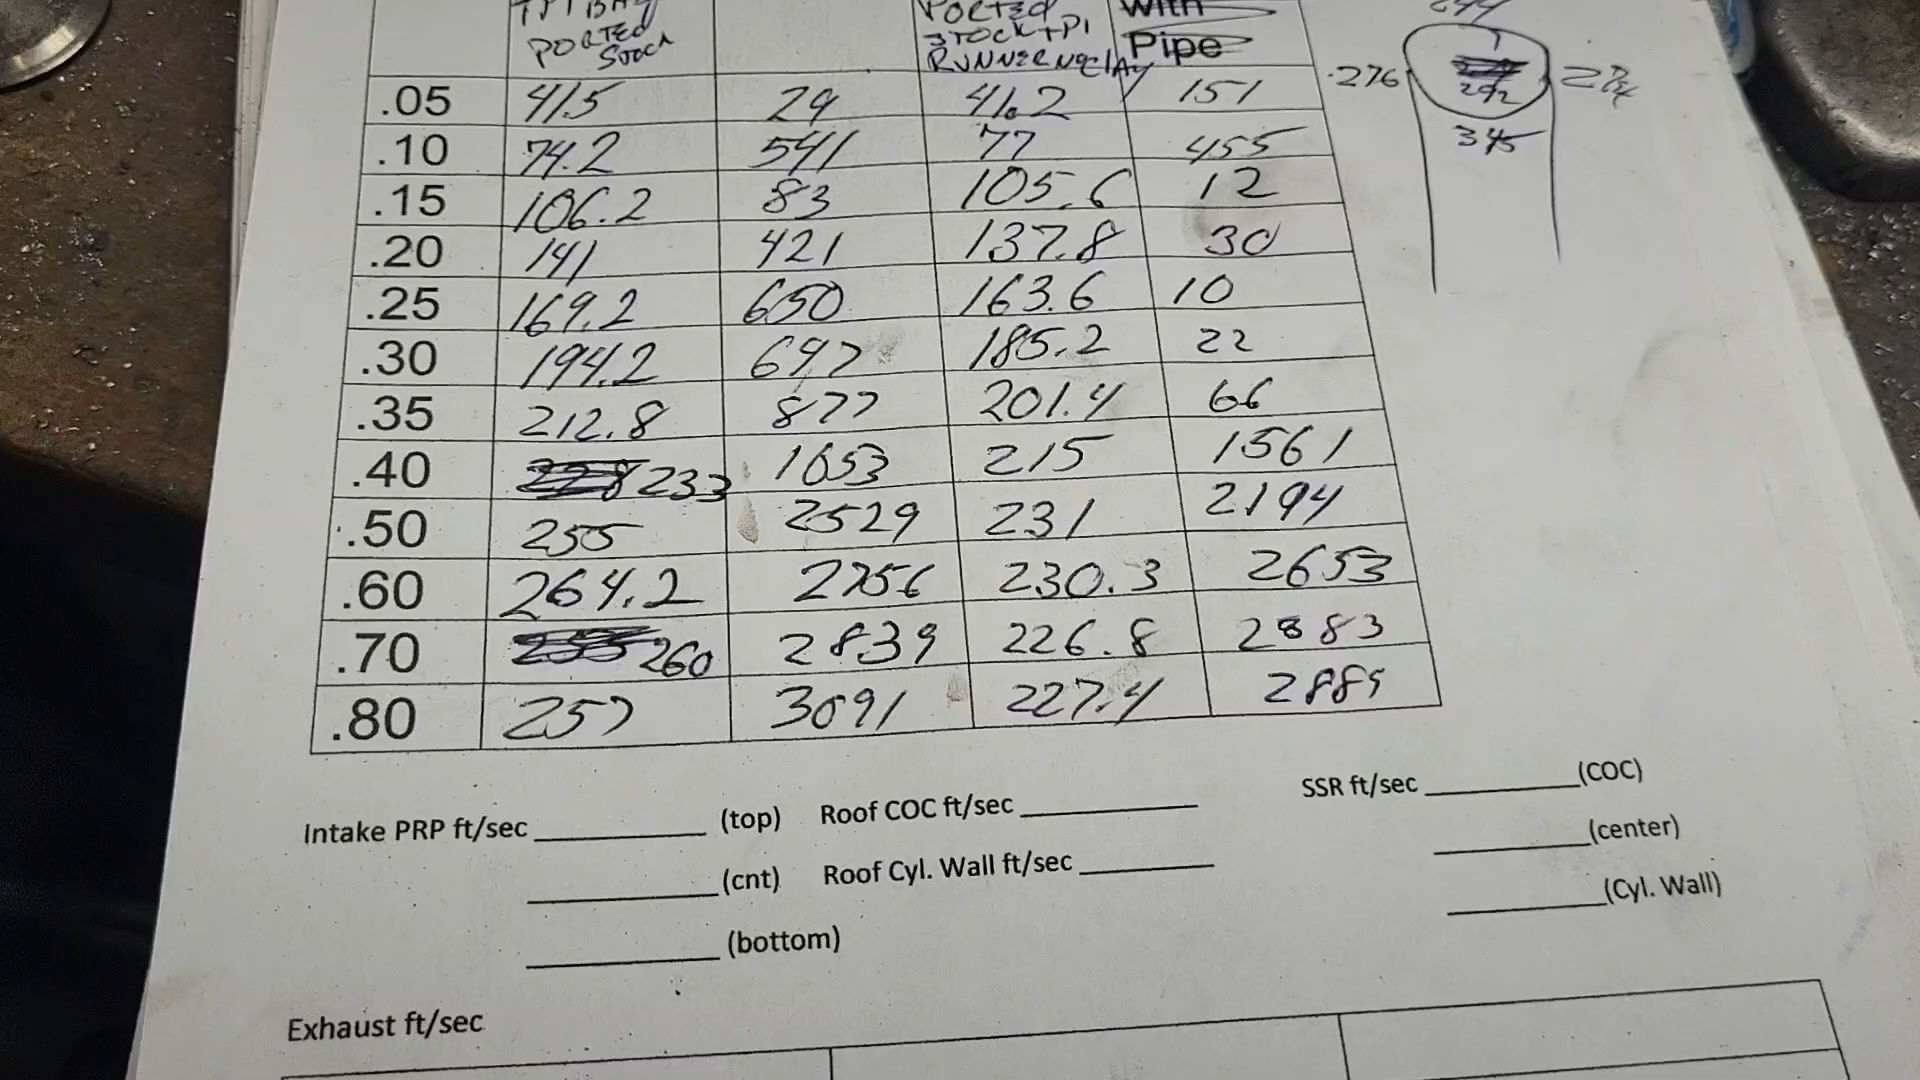 PORTED
STOCK
PORTED
STOCK TPI
RUNNER NO CLAY
With
Pipe
.05 41.5 29 41.2 151
.10 74.2 541 77 455
.15 106.2 83 105.6 12
.20 141 421 137.8 30
.25 169.2 650 163.6 10
.30 194.2 697 185.2 22
.35 212.8 877 201.4 66
.40 233 1653 215 1561
.50 255 2529 231 2194
.60 264.2 2756 230.3 2653
.70 260 2839 226.8 2883
.80 257 3091 227.4 2889
.276
292
345
Intake PRP ft/sec (top) Roof COC ft/sec SSR ft/sec (COC)
(center)
(cnt) Roof Cyl. Wall ft/sec
(Cyl. Wall)
(bottom)
Exhaust ft/sec